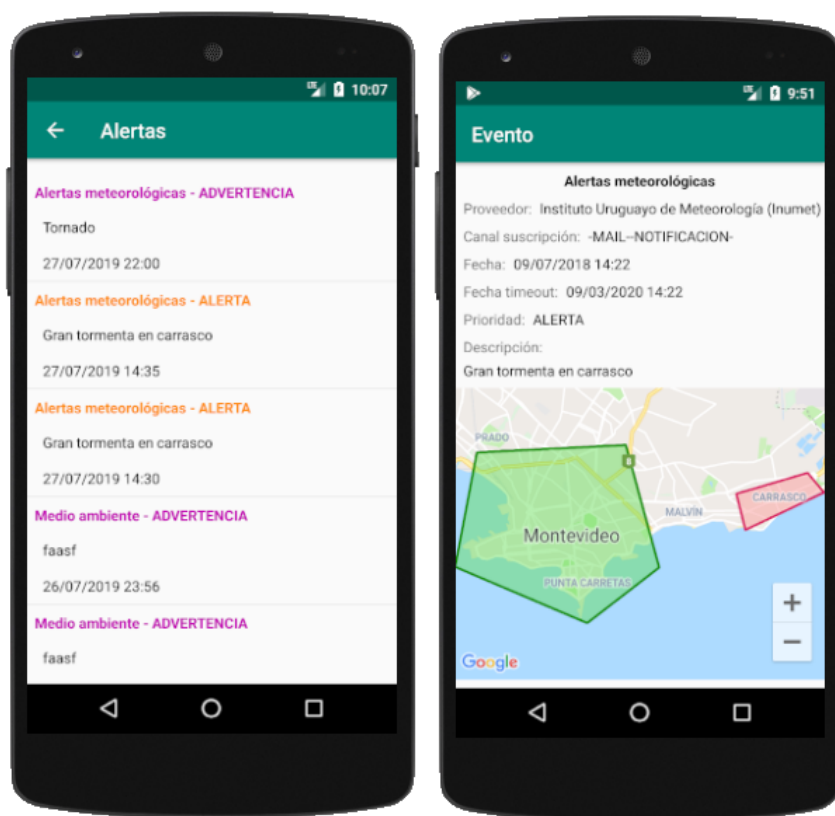 10:07
Alertas
Alertas meteorológicas - ADVERTENCIA
Tornado
27/07/2019 22:00
Alertas meteorológicas - ALERTA
Gran tormenta en carrasco
27/07/2019 14:35
Alertas meteorológicas - ALERTA
Gran tormenta en carrasco
27/07/2019 14:30
Medio ambiente - ADVERTENCIA
faasf
26/07/2019 23:56
Medio ambiente - ADVERTENCIA
faasf
9:51
Evento
Alertas meteorológicas
Proveedor: Instituto Uruguayo de Meteorología (Inumet)
Canal suscripción: -MAIL--NOTIFICACION-
Fecha: 09/07/2018 14:22
Fecha timeout: 09/03/2020 14:22
Prioridad: ALERTA
Descripción:
Gran tormenta en carrasco
PRADO
CARRASCO
MALVÍN
Montevideo
PUNTA CARRETAS
+
−
Google